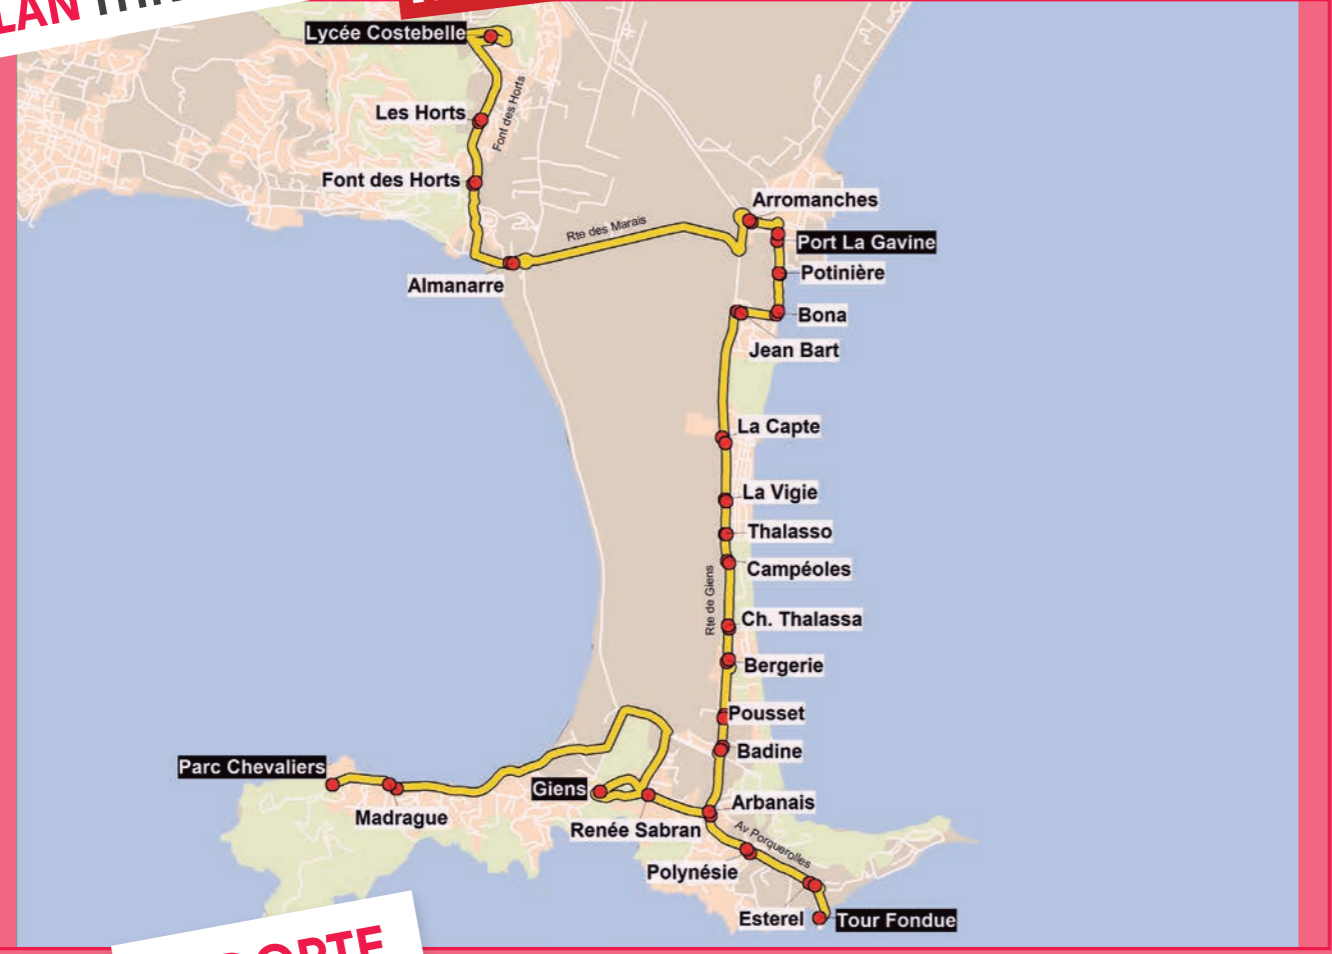 Lycée Costebelle
Les Horts
Font des Horts
Font des Horts
Arromanches
Rte des Marais
Port La Gavine
Potinière
Almanarre
Bona
Jean Bart
La Capte
La Vigie
Thalasso
Campéoles
Rte de Giens
Ch. Thalassa
Bergerie
Pousset
Badine
Parc Chevaliers
Giens
Arbanais
Madrague
Renée Sabran
Av Porquerolles
Polynésie
Esterel
Tour Fondue